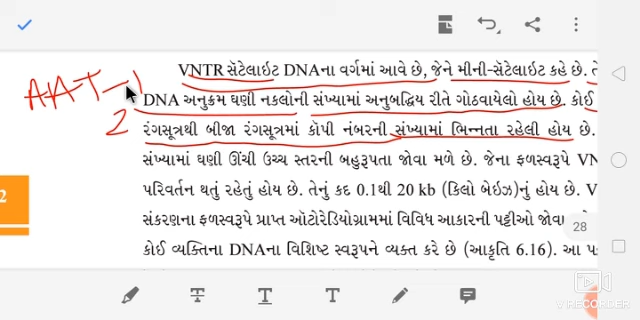 VNTR સૅટેલાઇટ DNAના વર્ગમાં આવે છે, જેને મીની-સૅટેલાઇટ કહે છે. તે
AAT-1
DNA અનુક્રમ ઘણી નકલોની સંખ્યામાં અનુબદ્ધિય રીતે ગોઠવાયેલો હોય છે. કોઈ
2
રંગસૂત્રથી બીજા રંગસૂત્રમાં કૉપી નંબરની સંખ્યામાં ભિન્નતા રહેલી હોય છે.
સંખ્યામાં ઘણી ઊંચી ઉચ્ચ સ્તરની બહુરૂપતા જોવા મળે છે. જેના ફળસ્વરૂપે VN
2
પરિવર્તન થતું રહેતું હોય છે. તેનું કદ 0.1થી 20 kb (કિલો બેઇઝ)નું હોય છે. V
સંકરણના ફળસ્વરૂપે પ્રાપ્ત ઑટોરેડિયોગ્રામમાં વિવિધ આકારની પટ્ટીઓ જોવા
28
કોઈ વ્યક્તિના DNAના વિશિષ્ટ સ્વરૂપને વ્યક્ત કરે છે (આકૃતિ 6.16). આ
V RECORDER